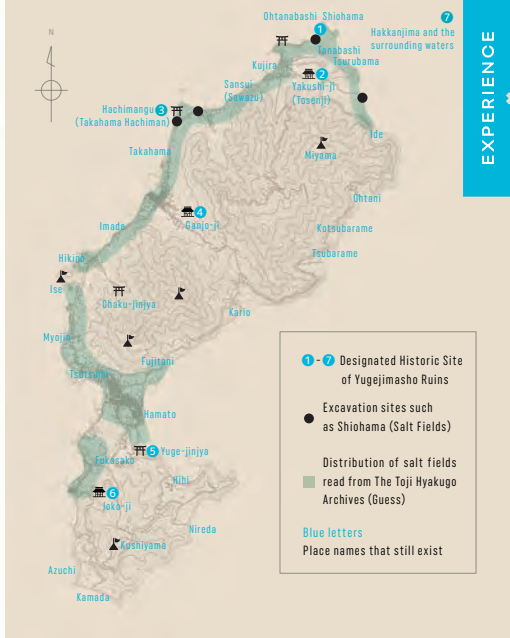 Ohtanabashi Shiohama
7
1
Hakkanjima and the
surrounding waters
EXPERIENCE
N
Tanabashi
Kujira
Tsurubama
2
Sansui
(Sawazu)
Yakushi-ji
(Tosenji)
Hachimangu 3
(Takahama Hachiman)
Ide
Takahama
Miyama
Ohtani
4
Ganjo-ji
Imade
Kotsubarame
Tsubarame
Hikino
Ise
Ohaku-jinjya
Kario
Myojin
Fujitani
Tsutsumi
Hamato
5 Yuge-jinjya
Fukasako
Hibi
6
Joko-ji
Nireda
Kushiyama
Azuchi
Kamada
1 - 7 Designated Historic Site
of Yugejimasho Ruins
Excavation sites such
as Shiohama (Salt Fields)
Distribution of salt fields
read from The Toji Hyakugo
Archives (Guess)
Blue letters
Place names that still exist